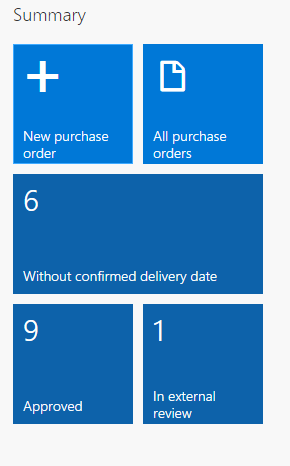 Summary
New purchase
order
All purchase
orders
6
Without confirmed delivery date
9
Approved
1
In external
review